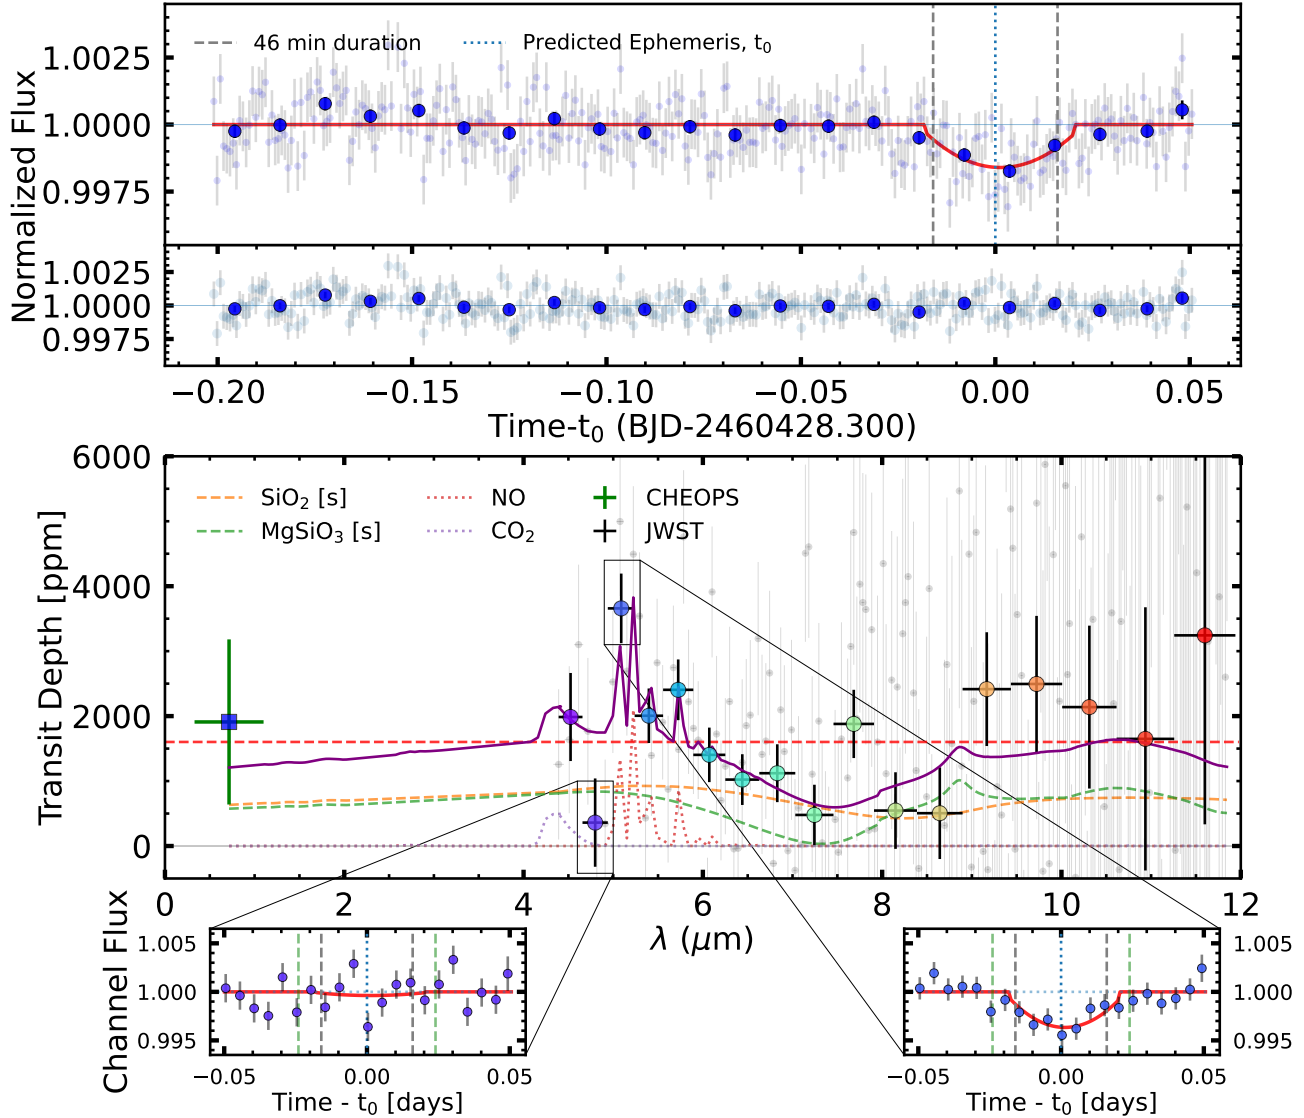 46 min duration
Predicted Ephemeris, t0
Normalized Flux
1.0025
1.0000
0.9975
1.0025
1.0000
0.9975
−0.20 −0.15 −0.10 −0.05 0.00 0.05
Time-t0 (BJD-2460428.300)
Transit Depth [ppm]
6000
4000
2000
0
SiO2 [s] NO CHEOPS
MgSiO3 [s] CO2 JWST
0 2 4 6 8 10 12
λ (μm)
Channel Flux
1.005
1.000
0.995
−0.05 0.00 0.05
Time - t0 [days]
1.005
1.000
0.995
−0.05 0.00 0.05
Time - t0 [days]